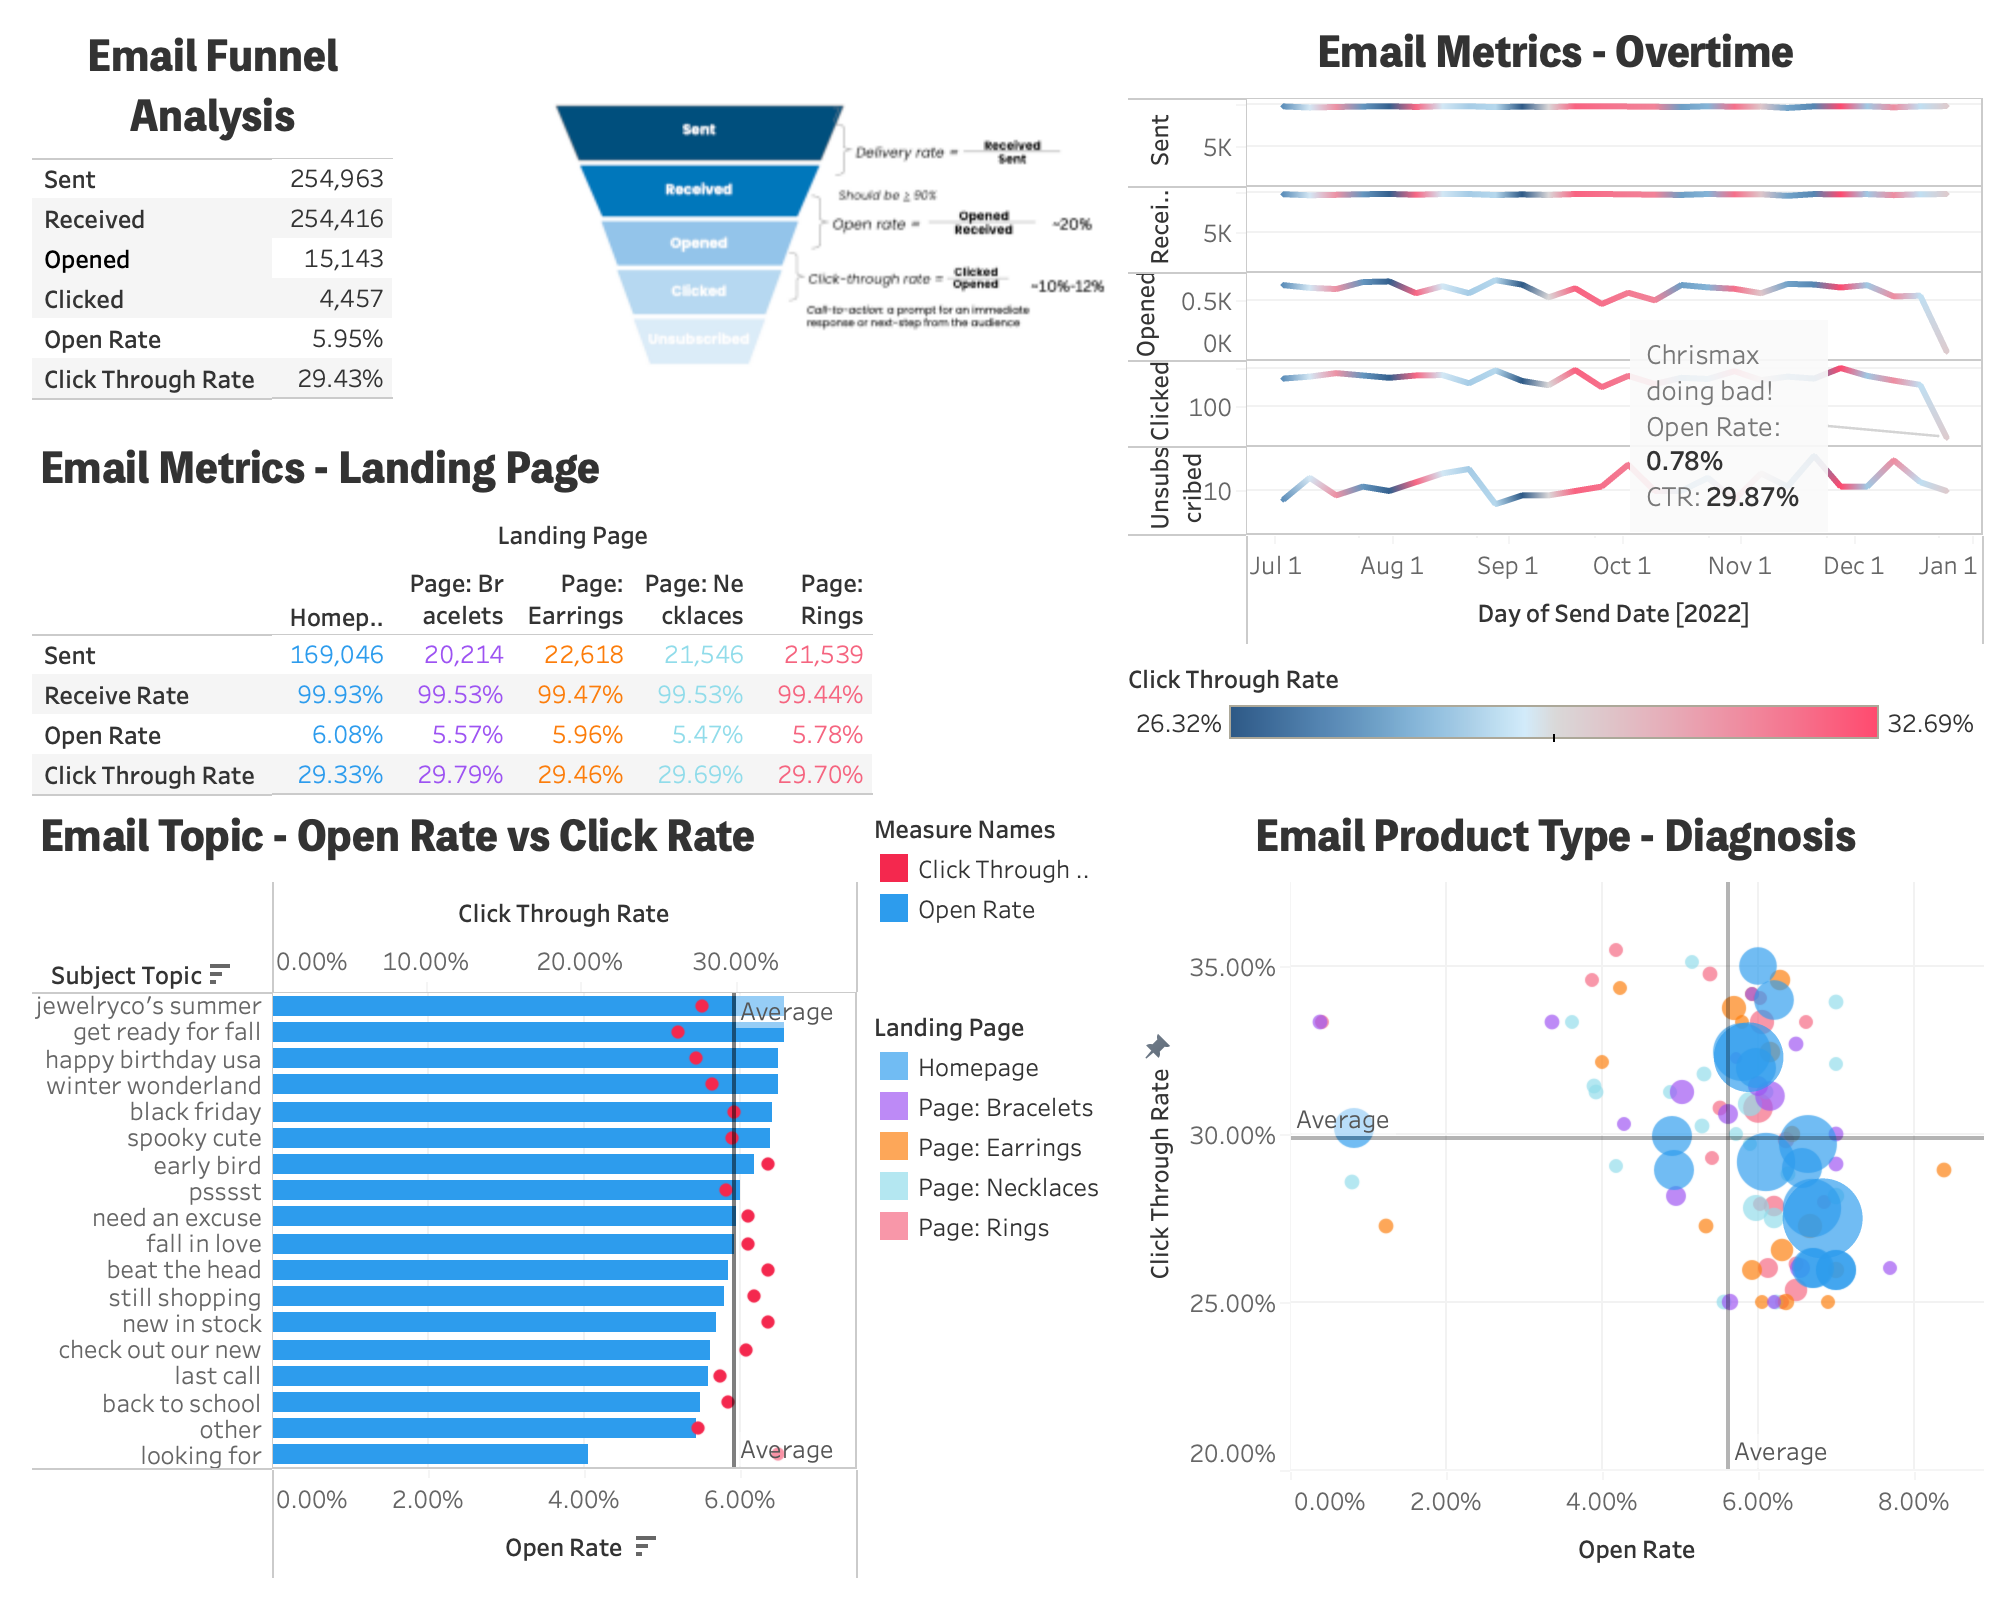 Email Funnel
Analysis
Sent 254,963
Received 254,416
Opened 15,143
Clicked 4,457
Open Rate 5.95%
Click Through Rate 29.43%
Sent
Received
Opened
Clicked
Unsubscribed
Delivery rate = Received
Sent
Should be ≥ 90%
Open rate = Opened
Received
~20%
Click-through rate = Clicked
Opened
~10%-12%
Call-to-action: a prompt for an immediate
response or next-step from the audience
Email Metrics - Overtime
Sent
5K
Recei..
5K
Opened
0.5K
0K
Clicked
100
Unsubs
cribed
10
Chrismax
doing bad!
Open Rate:
0.78%
CTR: 29.87%
Jul 1 Aug 1 Sep 1 Oct 1 Nov 1 Dec 1 Jan 1
Day of Send Date [2022]
Click Through Rate
26.32% 32.69%
Email Metrics - Landing Page
Landing Page
Homep.. Page: Br
acelets Page:
Earrings Page: Ne
cklaces Page:
Rings
Sent 169,046 20,214 22,618 21,546 21,539
Receive Rate 99.93% 99.53% 99.47% 99.53% 99.44%
Open Rate 6.08% 5.57% 5.96% 5.47% 5.78%
Click Through Rate 29.33% 29.79% 29.46% 29.69% 29.70%
Email Topic - Open Rate vs Click Rate
Click Through Rate
Subject Topic
0.00% 10.00% 20.00% 30.00%
jewelryco's summer
get ready for fall
happy birthday usa
winter wonderland
black friday
spooky cute
early bird
psssst
need an excuse
fall in love
beat the head
still shopping
new in stock
check out our new
last call
back to school
other
looking for
Average
Average
0.00% 2.00% 4.00% 6.00%
Open Rate
Measure Names
Click Through ..
Open Rate
Landing Page
Homepage
Page: Bracelets
Page: Earrings
Page: Necklaces
Page: Rings
Email Product Type - Diagnosis
Click Through Rate
35.00%
30.00%
25.00%
20.00%
Average
Average
0.00% 2.00% 4.00% 6.00% 8.00%
Open Rate